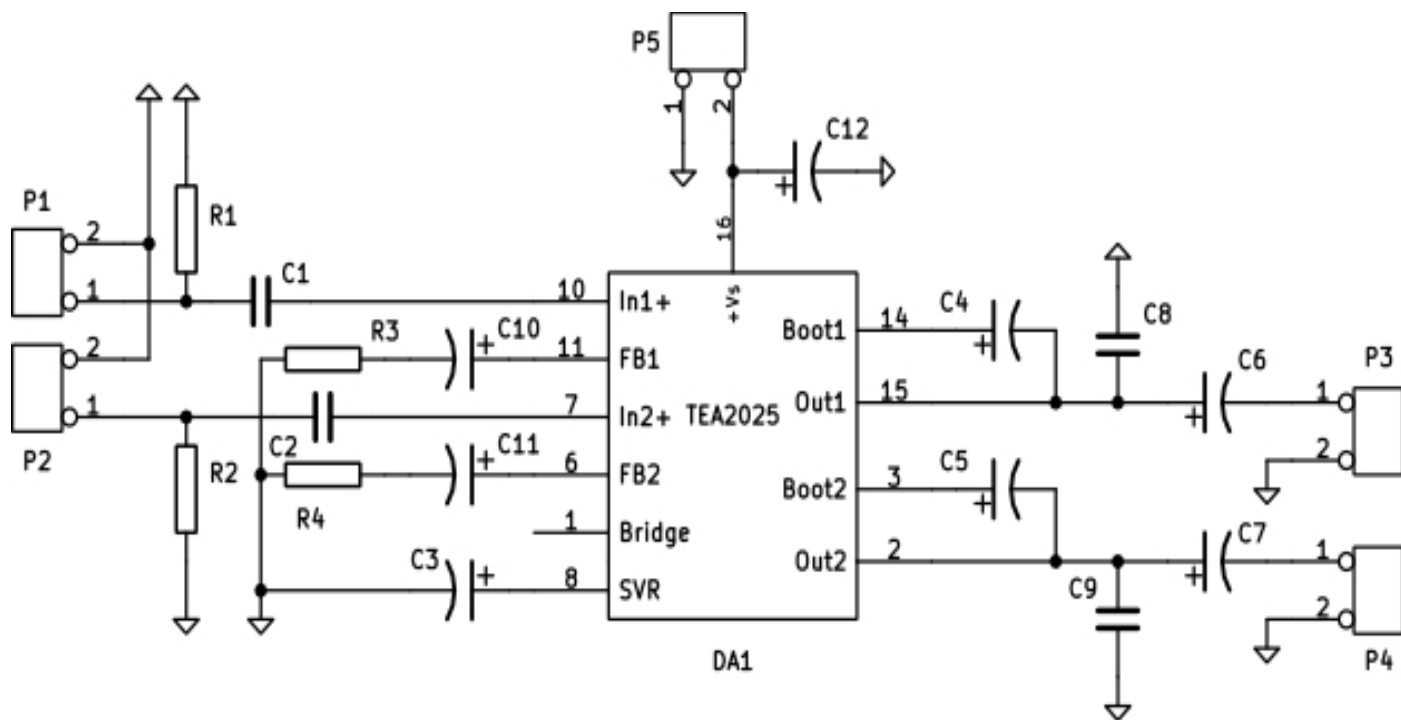 P5
1
2
C12
+
16
P1
2
1
R1
C1
10
In1+
+Vs
R3
C10
+
11
FB1
P2
2
1
7
In2+
TEA2025
R2
C2
C11
+
6
FB2
R4
1
Bridge
C3
+
8
SVR
Boot1
14
C4
+
C8
Out1
15
C6
+
1
P3
2
Boot2
3
C5
+
Out2
2
C7
+
1
C9
2
P4
DA1